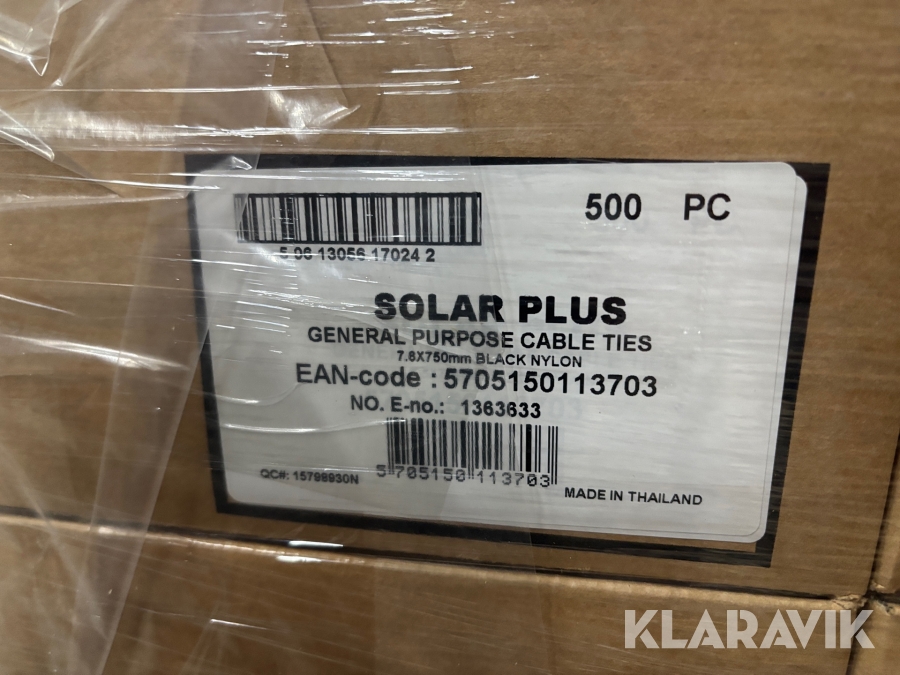 500 PC
5 06 13056 17024 2
SOLAR PLUS
GENERAL PURPOSE CABLE TIES
7.8X750mm BLACK NYLON
EAN-code : 5705150113703
NO. E-no.: 1363633
5 705150 113703
QC#: 15798930N
MADE IN THAILAND
KLARAVIK